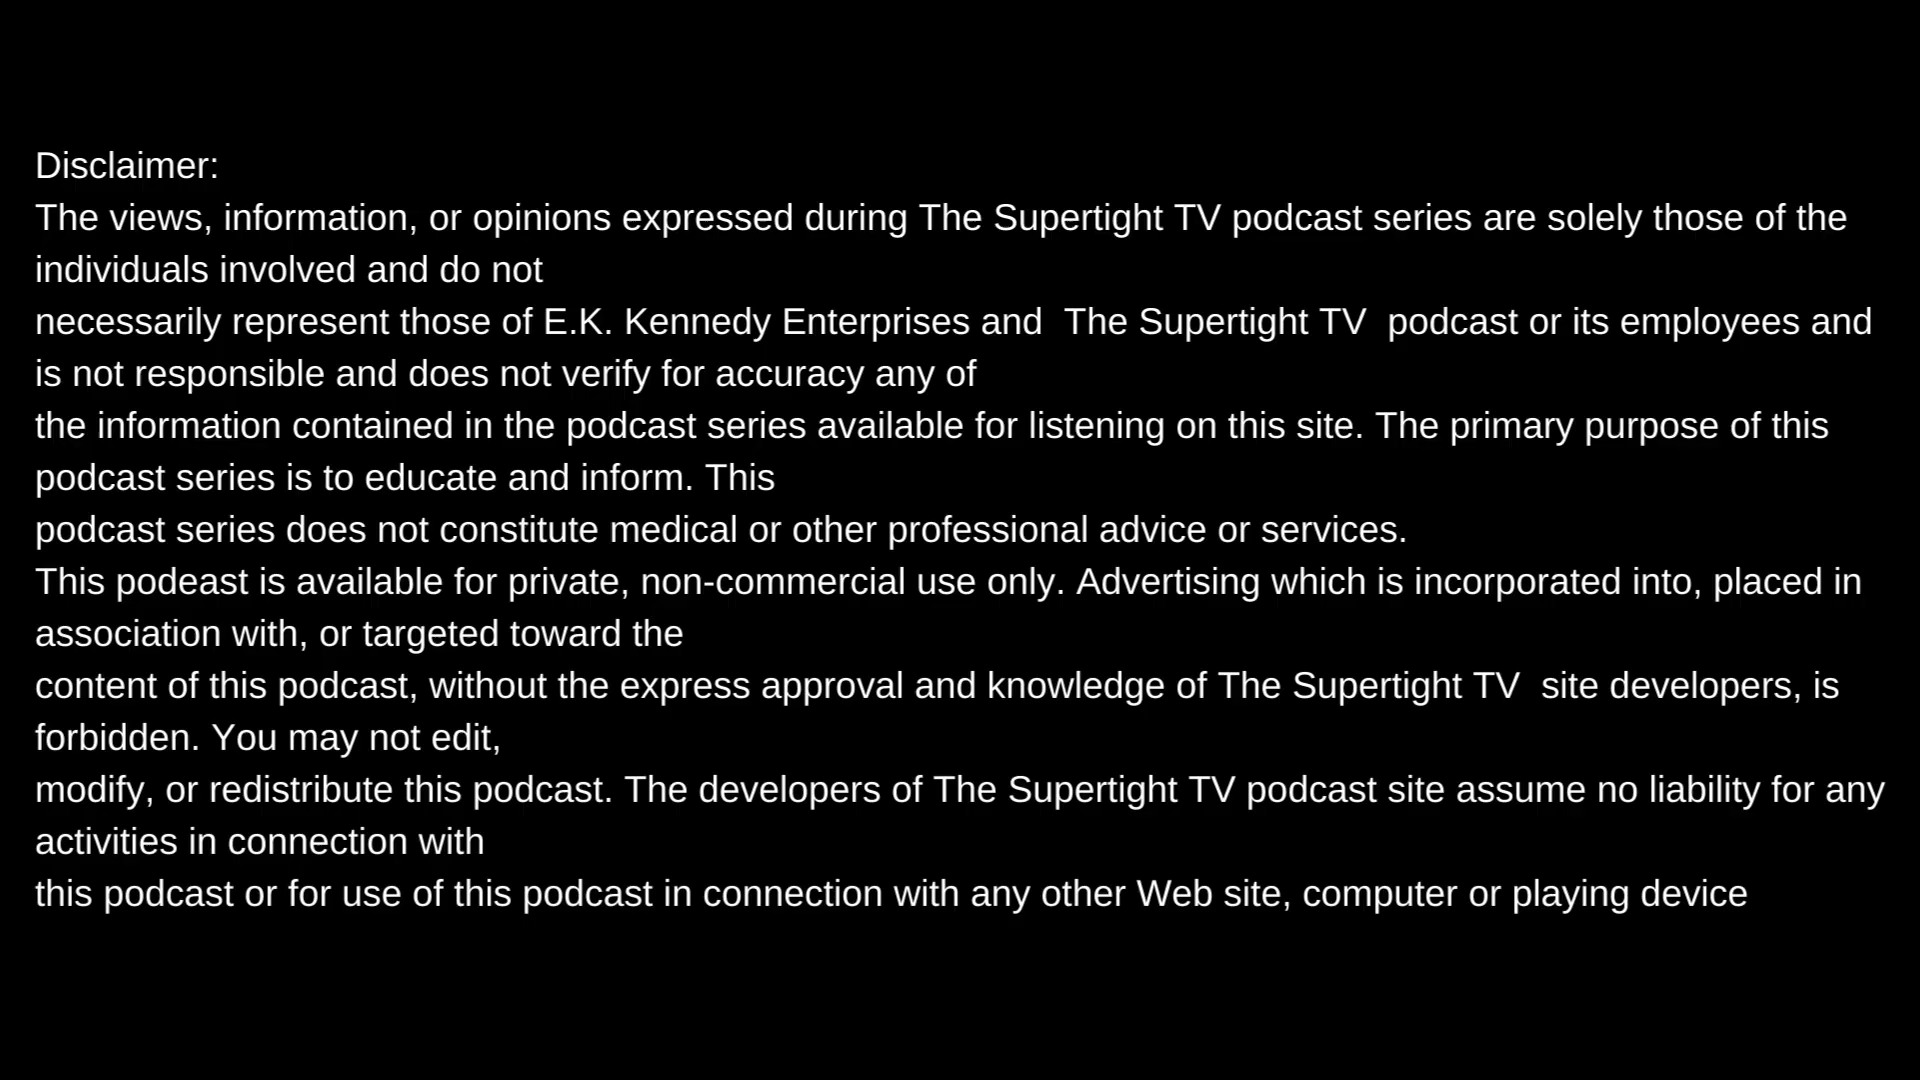 Disclaimer:
The views, information, or opinions expressed during The Supertight TV podcast series are solely those of the
individuals involved and do not
necessarily represent those of E.K. Kennedy Enterprises and  The Supertight TV  podcast or its employees and
is not responsible and does not verify for accuracy any of
the information contained in the podcast series available for listening on this site. The primary purpose of this
podcast series is to educate and inform. This
podcast series does not constitute medical or other professional advice or services.
This podeast is available for private, non-commercial use only. Advertising which is incorporated into, placed in
association with, or targeted toward the
content of this podcast, without the express approval and knowledge of The Supertight TV  site developers, is
forbidden. You may not edit,
modify, or redistribute this podcast. The developers of The Supertight TV podcast site assume no liability for any
activities in connection with
this podcast or for use of this podcast in connection with any other Web site, computer or playing device